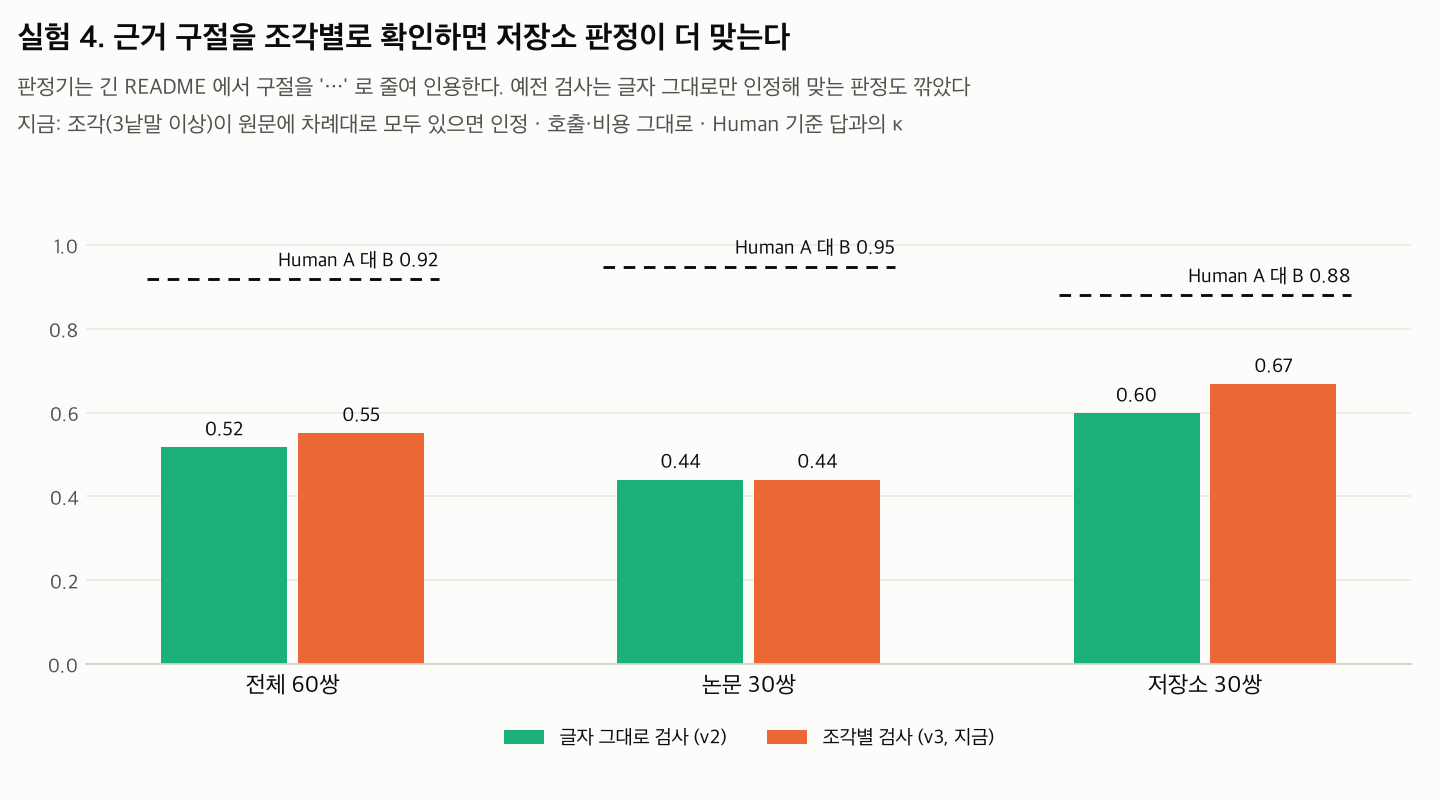 실험 4. 근거 구절을 조각별로 확인하면 저장소 판정이 더 맞는다
판정기는 긴 README 에서 구절을 '…' 로 줄여 인용한다. 예전 검사는 글자 그대로만 인정해 맞는 판정도 깎았다
지금: 조각(3낱말 이상)이 원문에 차례대로 모두 있으면 인정 · 호출·비용 그대로 · Human 기준 답과의 κ
1.0
Human A 대 B 0.92
Human A 대 B 0.95
Human A 대 B 0.88
0.8
0.6
0.4
0.2
0.0
0.52
0.55
0.44
0.44
0.60
0.67
전체 60쌍
논문 30쌍
저장소 30쌍
글자 그대로 검사 (v2)
조각별 검사 (v3, 지금)